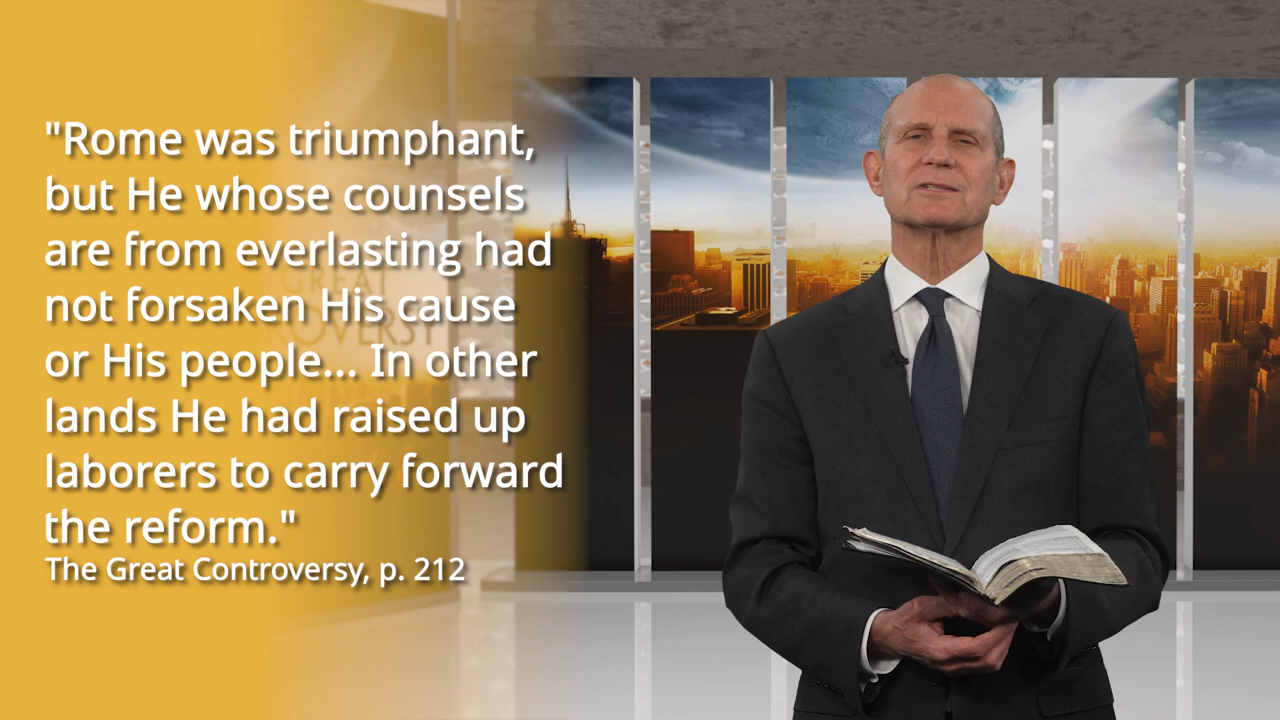 "Rome was triumphant,
but He whose counsels
are from everlasting had
not forsaken His cause
or His people... In other
lands He had raised up
laborers to carry forward
the reform."
The Great Controversy, p. 212
GREAT